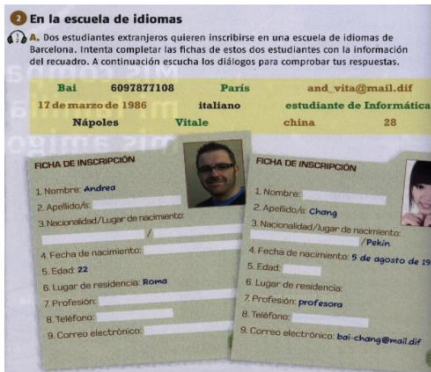 2 En la escuela de idiomas
A. Dos estudiantes extranjeros quieren inscribirse en una escuela de idiomas de
Barcelona. Intenta completar las fichas de estos dos estudiantes con la información
del recuadro. A continuación escucha los diálogos para comprobar tus respuestas.
Bai 6097877108 París and_vita@mail.dif
17 de marzo de 1986 italiano estudiante de Informática
Nápoles Vitale china 28
FICHA DE INSCRIPCIÓN
1. Nombre: Andrea
2. Apellido/s:
3. Nacionalidad/Lugar de nacimiento:
/
4. Fecha de nacimiento:
5. Edad: 22
6. Lugar de residencia: Roma
7. Profesión:
8. Teléfono:
9. Correo electrónico:
FICHA DE INSCRIPCIÓN
1. Nombre:
2. Apellido/s: Chang
3. Nacionalidad/Lugar de nacimiento:
/Pekín
4. Fecha de nacimiento: 5 de agosto de 19
5. Edad:
6. Lugar de residencia:
7. Profesión: profesora
8. Teléfono:
9. Correo electrónico: bai-chang@mail.dif